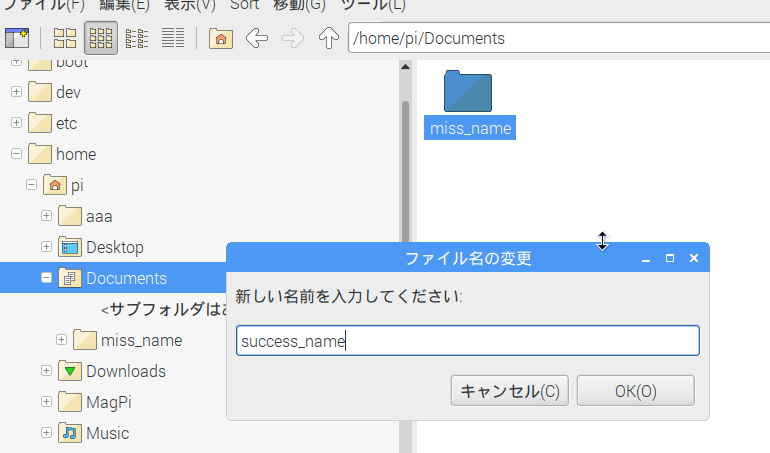 ファイル(F) 編集(E) 表示(V) Sort 移動(G) ツール(L)
/home/pi/Documents
boot
dev
etc
home
pi
aaa
Desktop
Documents
<サブフォルダは
miss_name
Downloads
MagPi
Music
miss_name
ファイル名の変更
新しい名前を入力してください:
success_name
キャンセル(C) OK(O)